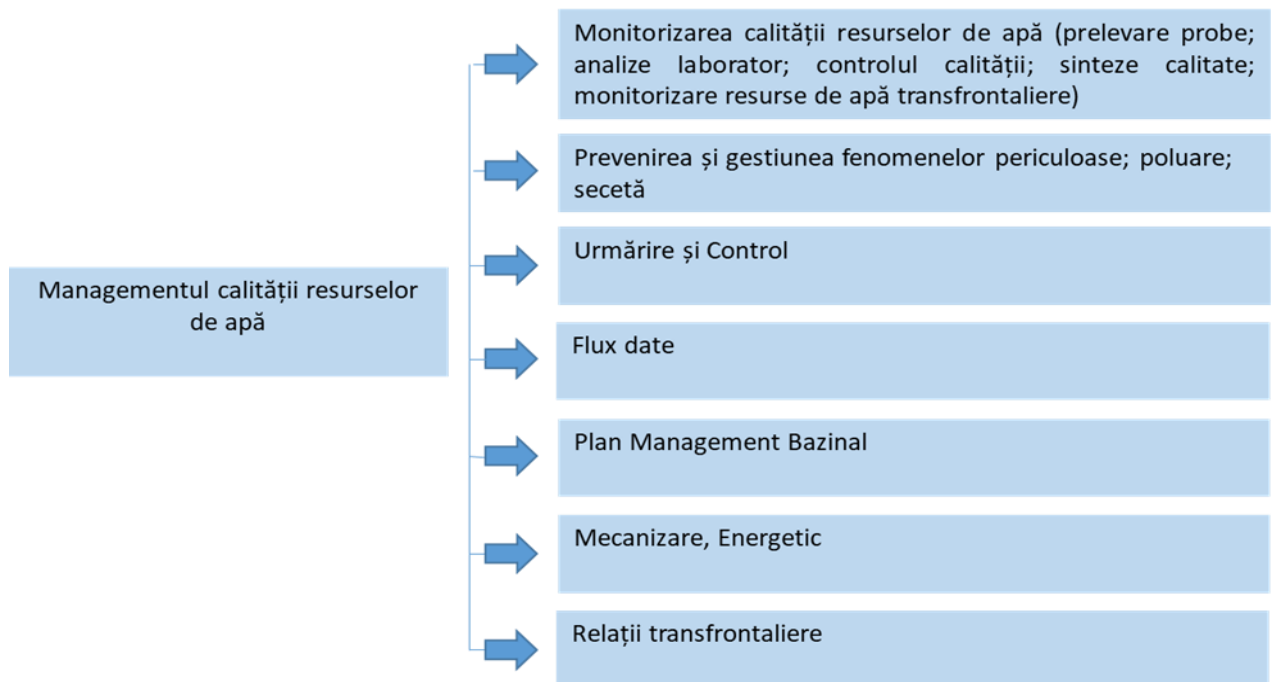 Monitorizarea calității resurselor de apă (prelevare probe;
analize laborator; controlul calității; sinteze calitate;
monitorizare resurse de apă transfrontaliere)
Prevenirea și gestiunea fenomenelor periculoase; poluare;
secetă
Urmărire și Control
Managementul calității resurselor
de apă
Flux date
Plan Management Bazinal
Mecanizare, Energetic
Relații transfrontaliere